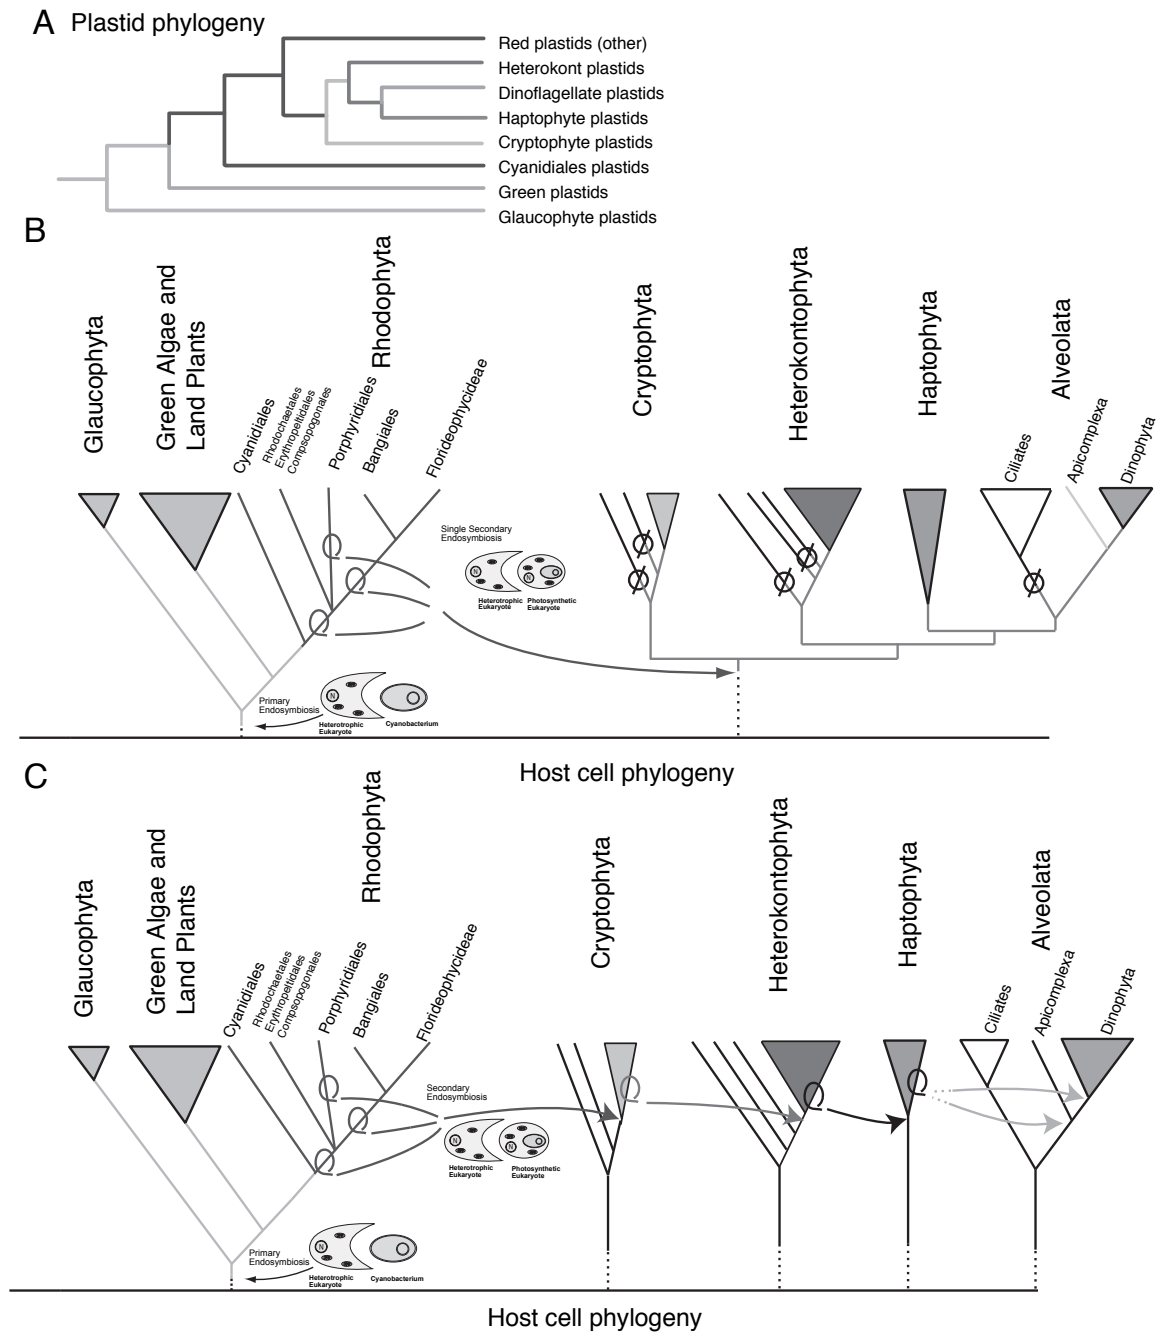 A Plastid phylogeny
Red plastids (other)
Heterokont plastids
Dinoflagellate plastids
Haptophyte plastids
Cryptophyte plastids
Cyanidiales plastids
Green plastids
Glaucophyte plastids
B
Glaucophyta
Green Algae and
Land Plants
Cyanidiales
Rhodochaetales
Erythropeltidales
Compsopogonales
Porphyridiales
Bangiales
Florideophycideae
Rhodophyta
Cryptophyta
Heterokontophyta
Haptophyta
Alveolata
Ciliates
Apicomplexa
Dinophyta
Single Secondary
Endosymbiosis
N
N
Heterotrophic
Eukaryote
Photosynthetic
Eukaryote
Primary
Endosymbiosis
N
Heterotrophic
Eukaryote
Cyanobacterium
Host cell phylogeny
C
Glaucophyta
Green Algae and
Land Plants
Cyanidiales
Rhodochaetales
Erythropeltidales
Compsopogonales
Porphyridiales
Bangiales
Florideophycideae
Rhodophyta
Cryptophyta
Heterokontophyta
Haptophyta
Alveolata
Ciliates
Apicomplexa
Dinophyta
Secondary
Endosymbiosis
N
N
Heterotrophic
Eukaryote
Photosynthetic
Eukaryote
Primary
Endosymbiosis
N
Heterotrophic
Eukaryote
Cyanobacterium
Host cell phylogeny